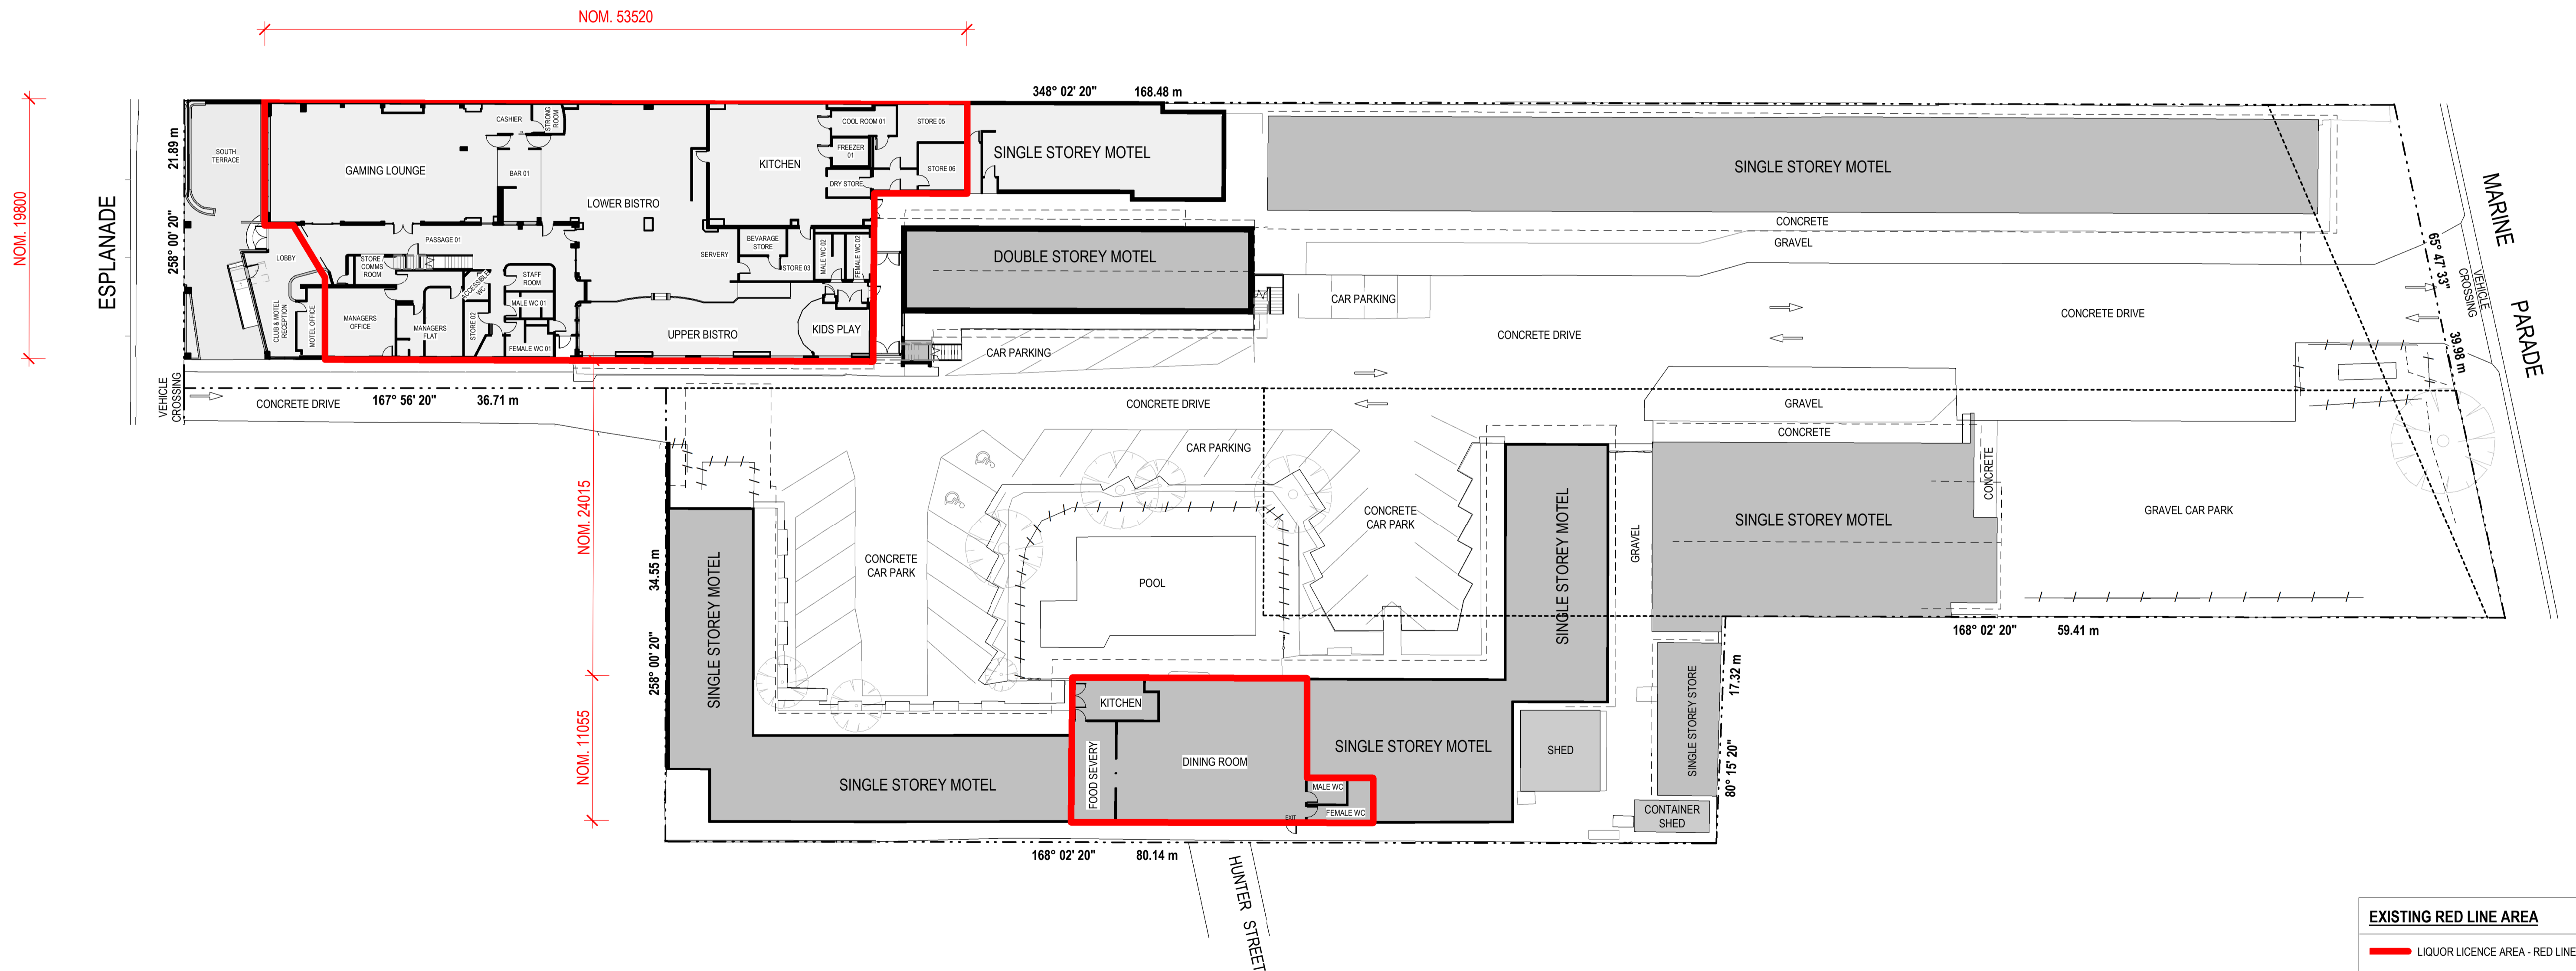 NOM. 53520
348° 02' 20" 168.48 m
NOM. 19800
ESPLANADE
21.89 m
258° 00' 20"
SOUTH
TERRACE
GAMING LOUNGE
CASHIER
STRONG
ROOM
BAR 01
LOWER BISTRO
KITCHEN
COOL ROOM 01
FREEZER
01
DRY STORE
STORE 05
STORE 06
SINGLE STOREY MOTEL
SINGLE STOREY MOTEL
CONCRETE
GRAVEL
MARINE
PARADE
65° 47' 33"
39.98 m
VEHICLE
CROSSING
LOBBY
PASSAGE 01
STORE /
COMMS
ROOM
ACCESSIBLE
WC
STAFF
ROOM
MALE WC 01
FEMALE WC 01
STORE 02
CLUB & MOTEL
RECEPTION
MOTEL OFFICE
MANAGERS
OFFICE
MANAGERS
FLAT
SERVERY
BEVARAGE
STORE
STORE 03
MALE WC 02
FEMALE WC 02
UPPER BISTRO
KIDS PLAY
DOUBLE STOREY MOTEL
CAR PARKING
CAR PARKING
CONCRETE DRIVE
CONCRETE DRIVE
VEHICLE
CROSSING
CONCRETE DRIVE
167° 56' 20" 36.71 m
CONCRETE DRIVE
GRAVEL
CONCRETE
CAR PARKING
NOM. 24015
34.55 m
258° 00' 20"
SINGLE STOREY MOTEL
CONCRETE
CAR PARK
POOL
CONCRETE
CAR PARK
SINGLE STOREY MOTEL
GRAVEL
SINGLE STOREY MOTEL
CONCRETE
GRAVEL CAR PARK
168° 02' 20" 59.41 m
NOM. 11055
SINGLE STOREY MOTEL
KITCHEN
FOOD SEVERY
DINING ROOM
MALE WC
FEMALE WC
EXIT
SINGLE STOREY MOTEL
SHED
SINGLE STOREY STORE
17.32 m
80° 15' 20"
CONTAINER
SHED
168° 02' 20" 80.14 m
HUNTER STREET
EXISTING RED LINE AREA
LIQUOR LICENCE AREA - RED LINE